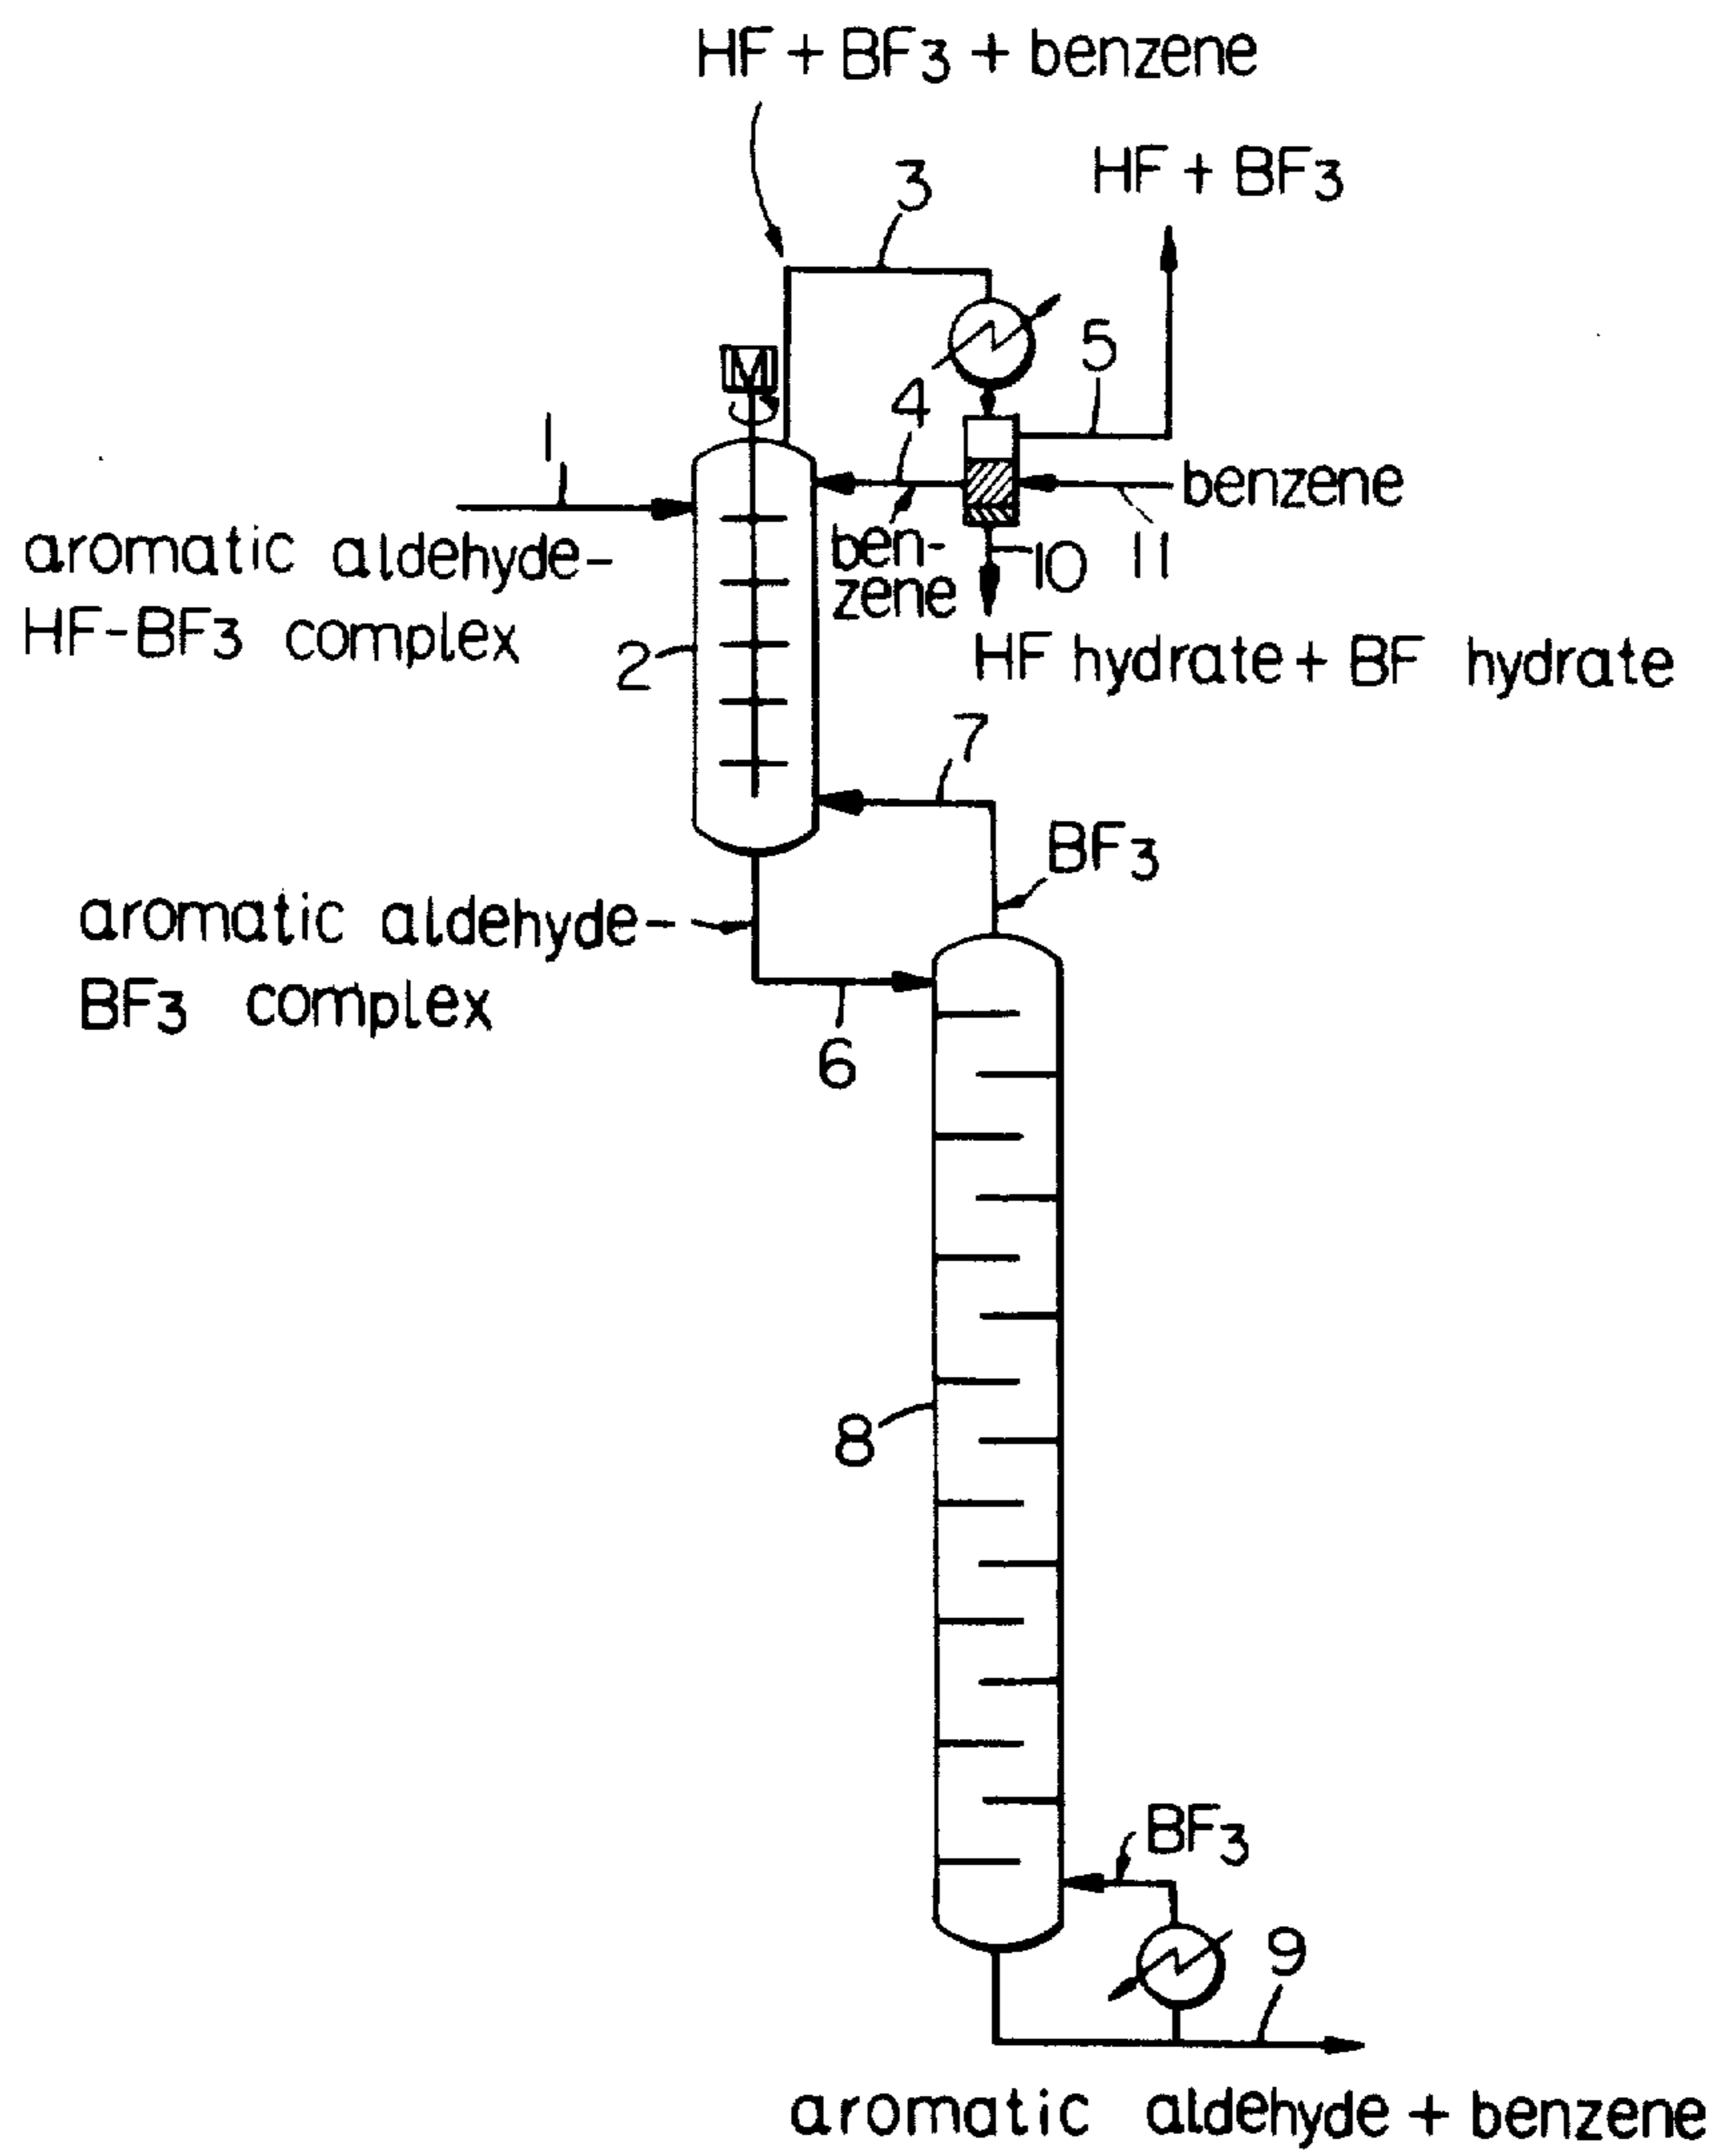 HF + BF3 + benzene
HF + BF3
3
M
5
4
1
benzene
aromatic aldehyde-
HF-BF3 complex
ben-
zene
10
11
2
HF hydrate + BF hydrate
7
BF3
aromatic aldehyde-
BF3 complex
6
8
BF3
9
aromatic aldehyde + benzene